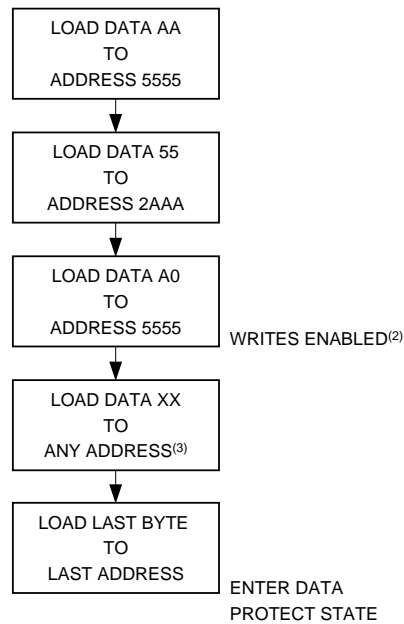 LOAD DATA AA
TO
ADDRESS 5555
LOAD DATA 55
TO
ADDRESS 2AAA
LOAD DATA A0
TO
ADDRESS 5555
WRITES ENABLED(2)
LOAD DATA XX
TO
ANY ADDRESS(3)
LOAD LAST BYTE
TO
LAST ADDRESS
ENTER DATA
PROTECT STATE